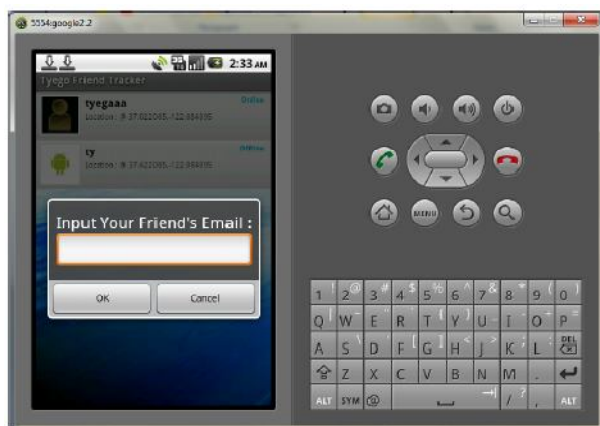 5554:google2.2
2:33 AM
Tyego Friend Tracker
tyegaaa
Online
ty
Input Your Friend's Email :
OK
Cancel
MENU
1 ! 2 @ 3 # 4 $ 5 % 6 ^ 7 & 8 * 9 ( 0 )
Q W E R T Y U I O P
A S D F G H J K L DEL
Z X C V B N M .
ALT SYM @ / ? , ALT